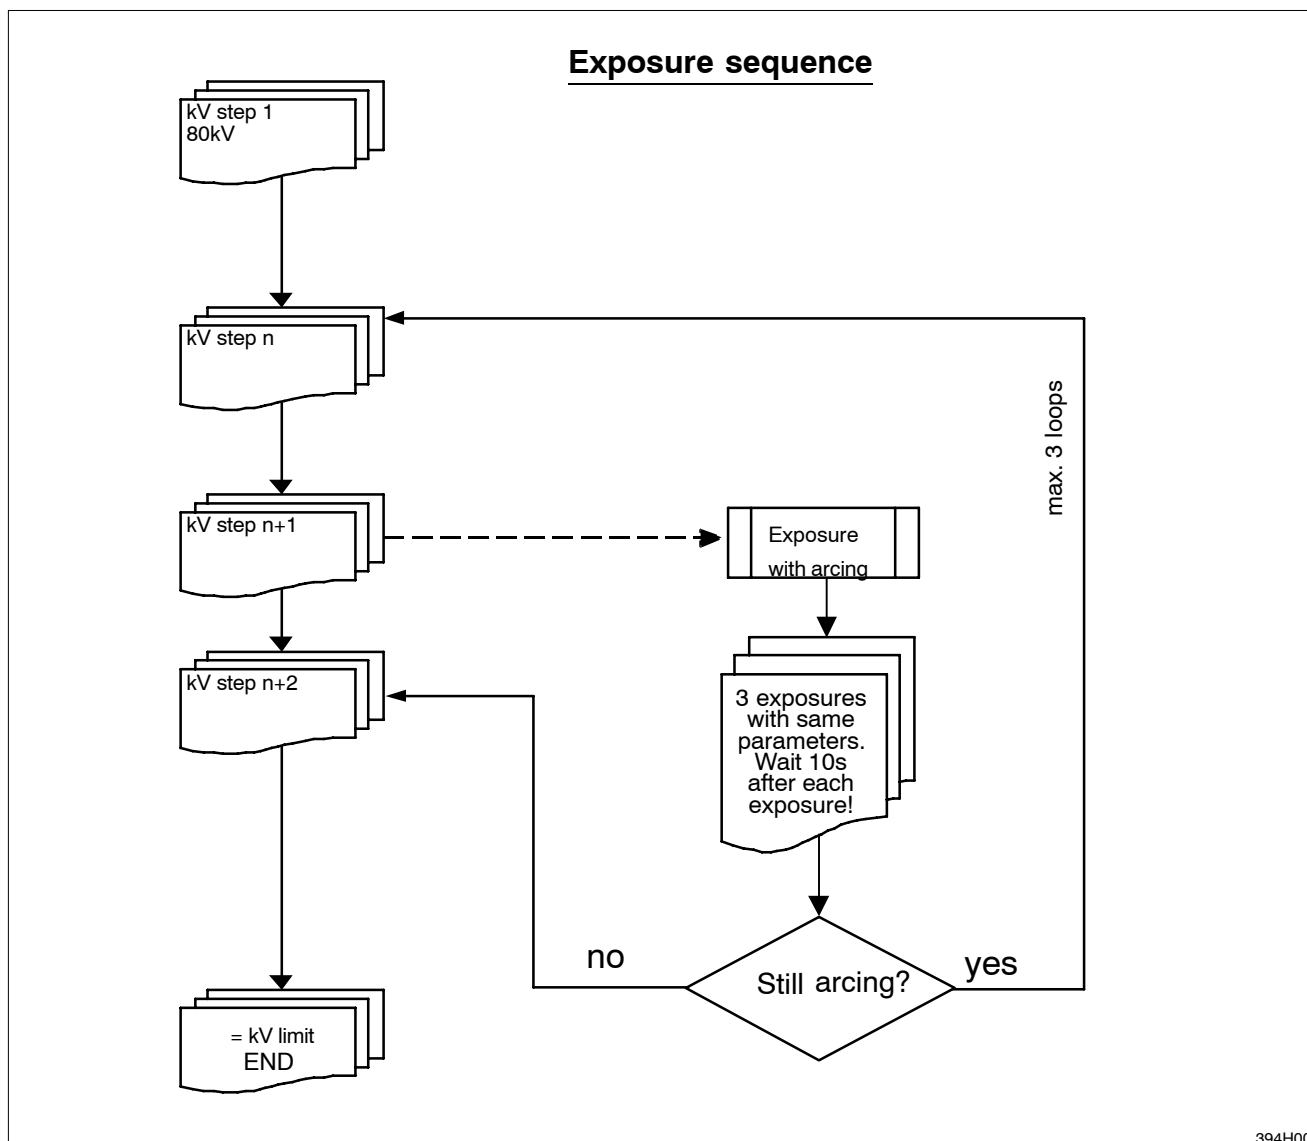 Exposure sequence
kV step 1
80kV
kV step n
max. 3 loops
kV step n+1
Exposure
with arcing
kV step n+2
3 exposures
with same
parameters.
Wait 10s
after each
exposure!
no
Still arcing?
yes
= kV limit
END
394H00